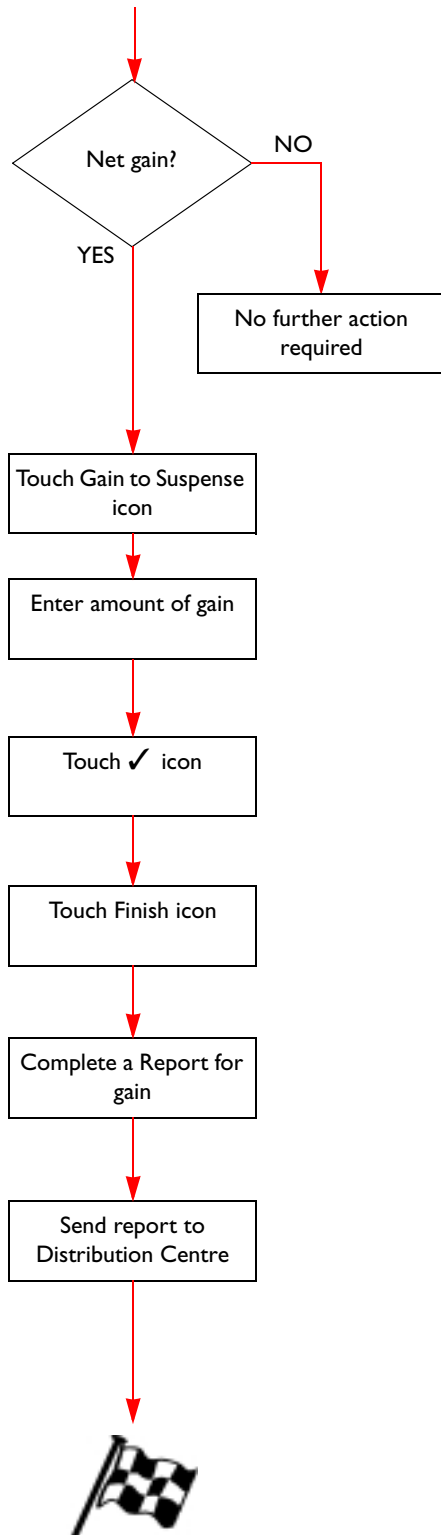 Net gain?
NO
YES
No further action
required
Touch Gain to Suspense
icon
Enter amount of gain
Touch ✓ icon
Touch Finish icon
Complete a Report for
gain
Send report to
Distribution Centre